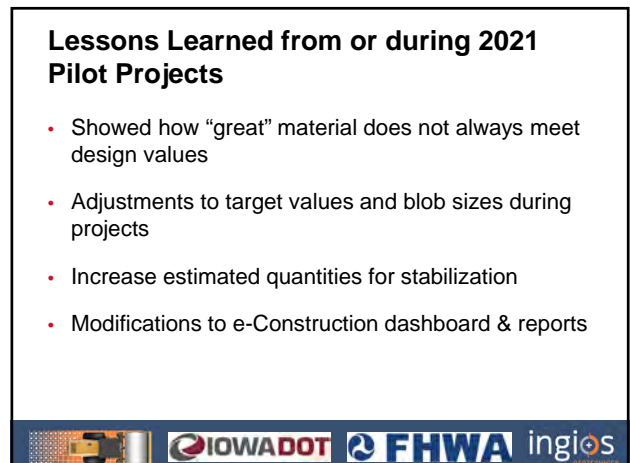 Lessons Learned from or during 2021
Pilot Projects
• Showed how “great” material does not always meet
design values
• Adjustments to target values and blob sizes during
projects
• Increase estimated quantities for stabilization
• Modifications to e-Construction dashboard & reports
IOWADOT FHWA ingios